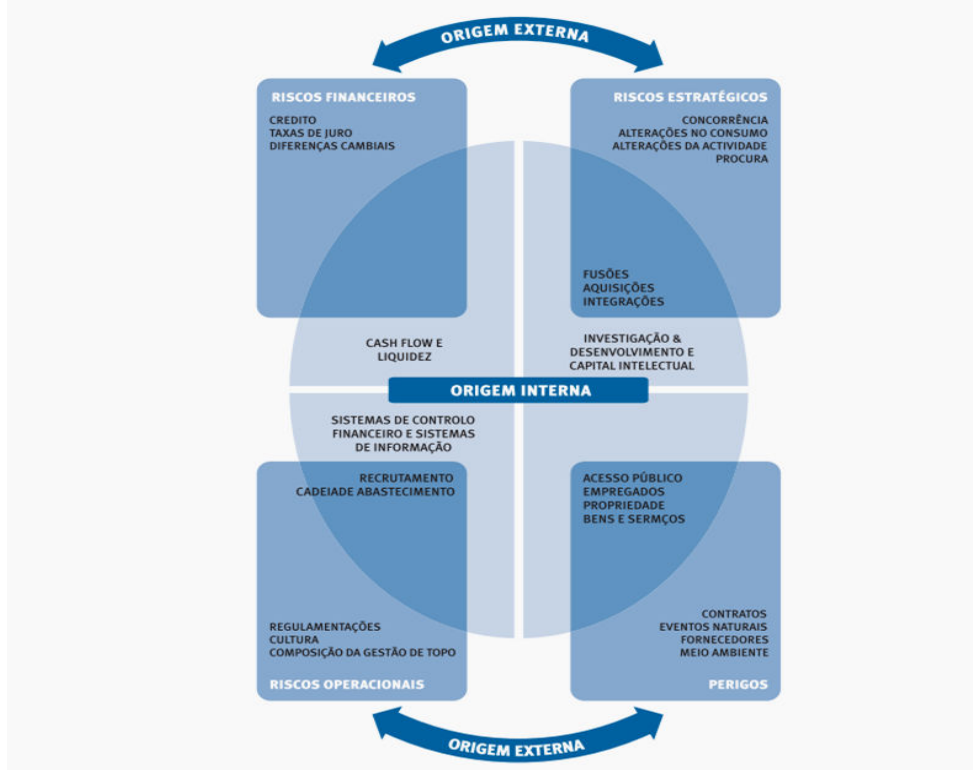 ORIGEM EXTERNA
RISCOS FINANCEIROS
CREDITO
TAXAS DE JURO
DIFERENÇAS CAMBIAIS
RISCOS ESTRATÉGICOS
CONCORRÊNCIA
ALTERAÇÕES NO CONSUMO
ALTERAÇÕES DA ACTIVIDADE
PROCURA
FUSÕES
AQUISIÇÕES
INTEGRAÇÕES
CASH FLOW E
LIQUIDEZ
INVESTIGAÇÃO &
DESENVOLVIMENTO E
CAPITAL INTELECTUAL
ORIGEM INTERNA
SISTEMAS DE CONTROLO
FINANCEIRO E SISTEMAS
DE INFORMAÇÃO
RECRUTAMENTO
CADEIADE ABASTECIMENTO
ACESSO PÚBLICO
EMPREGADOS
PROPRIEDADE
BENS E SERMÇOS
REGULAMENTAÇÕES
CULTURA
COMPOSIÇÃO DA GESTÃO DE TOPO
RISCOS OPERACIONAIS
CONTRATOS
EVENTOS NATURAIS
FORNECEDORES
MEIO AMBIENTE
PERIGOS
ORIGEM EXTERNA